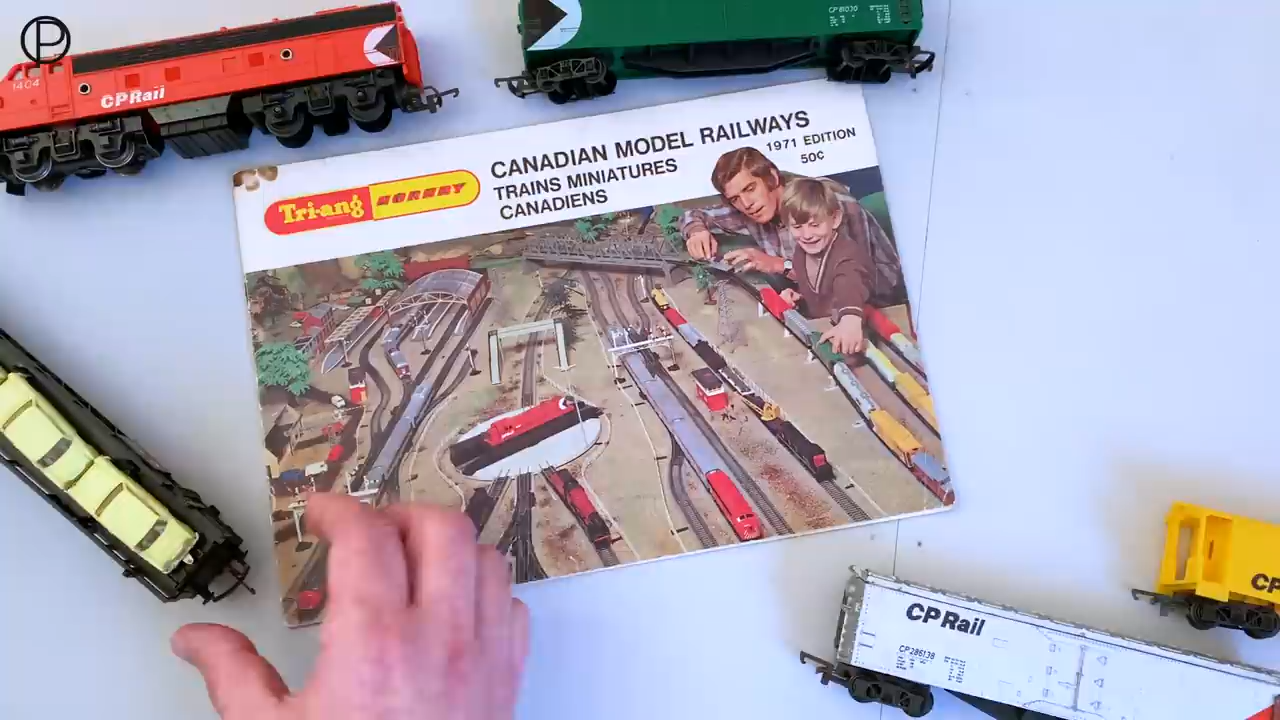 P
1404
CP Rail
CP 81030
CANADIAN MODEL RAILWAYS
TRAINS MINIATURES
CANADIENS
1971 EDITION
50¢
Tri-ang HORNBY
CP Rail
CP 286138
CP